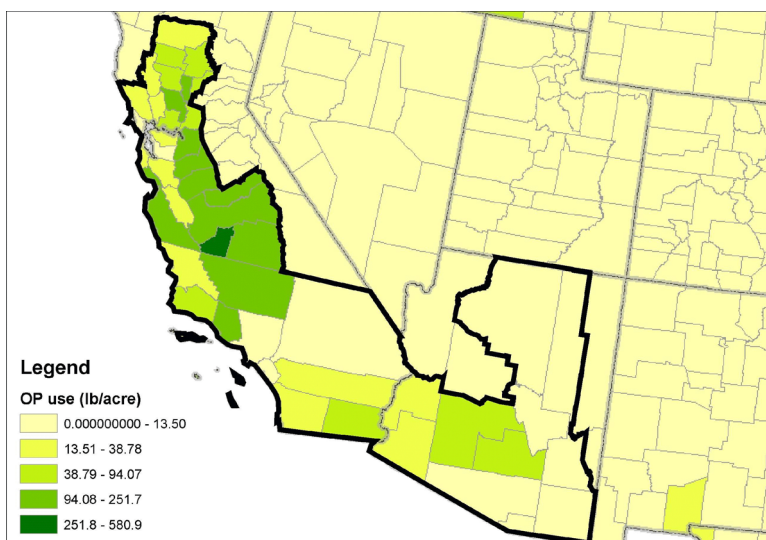 Legend
OP use (lb/acre)
0.000000000 - 13.50
13.51 - 38.78
38.79 - 94.07
94.08 - 251.7
251.8 - 580.9